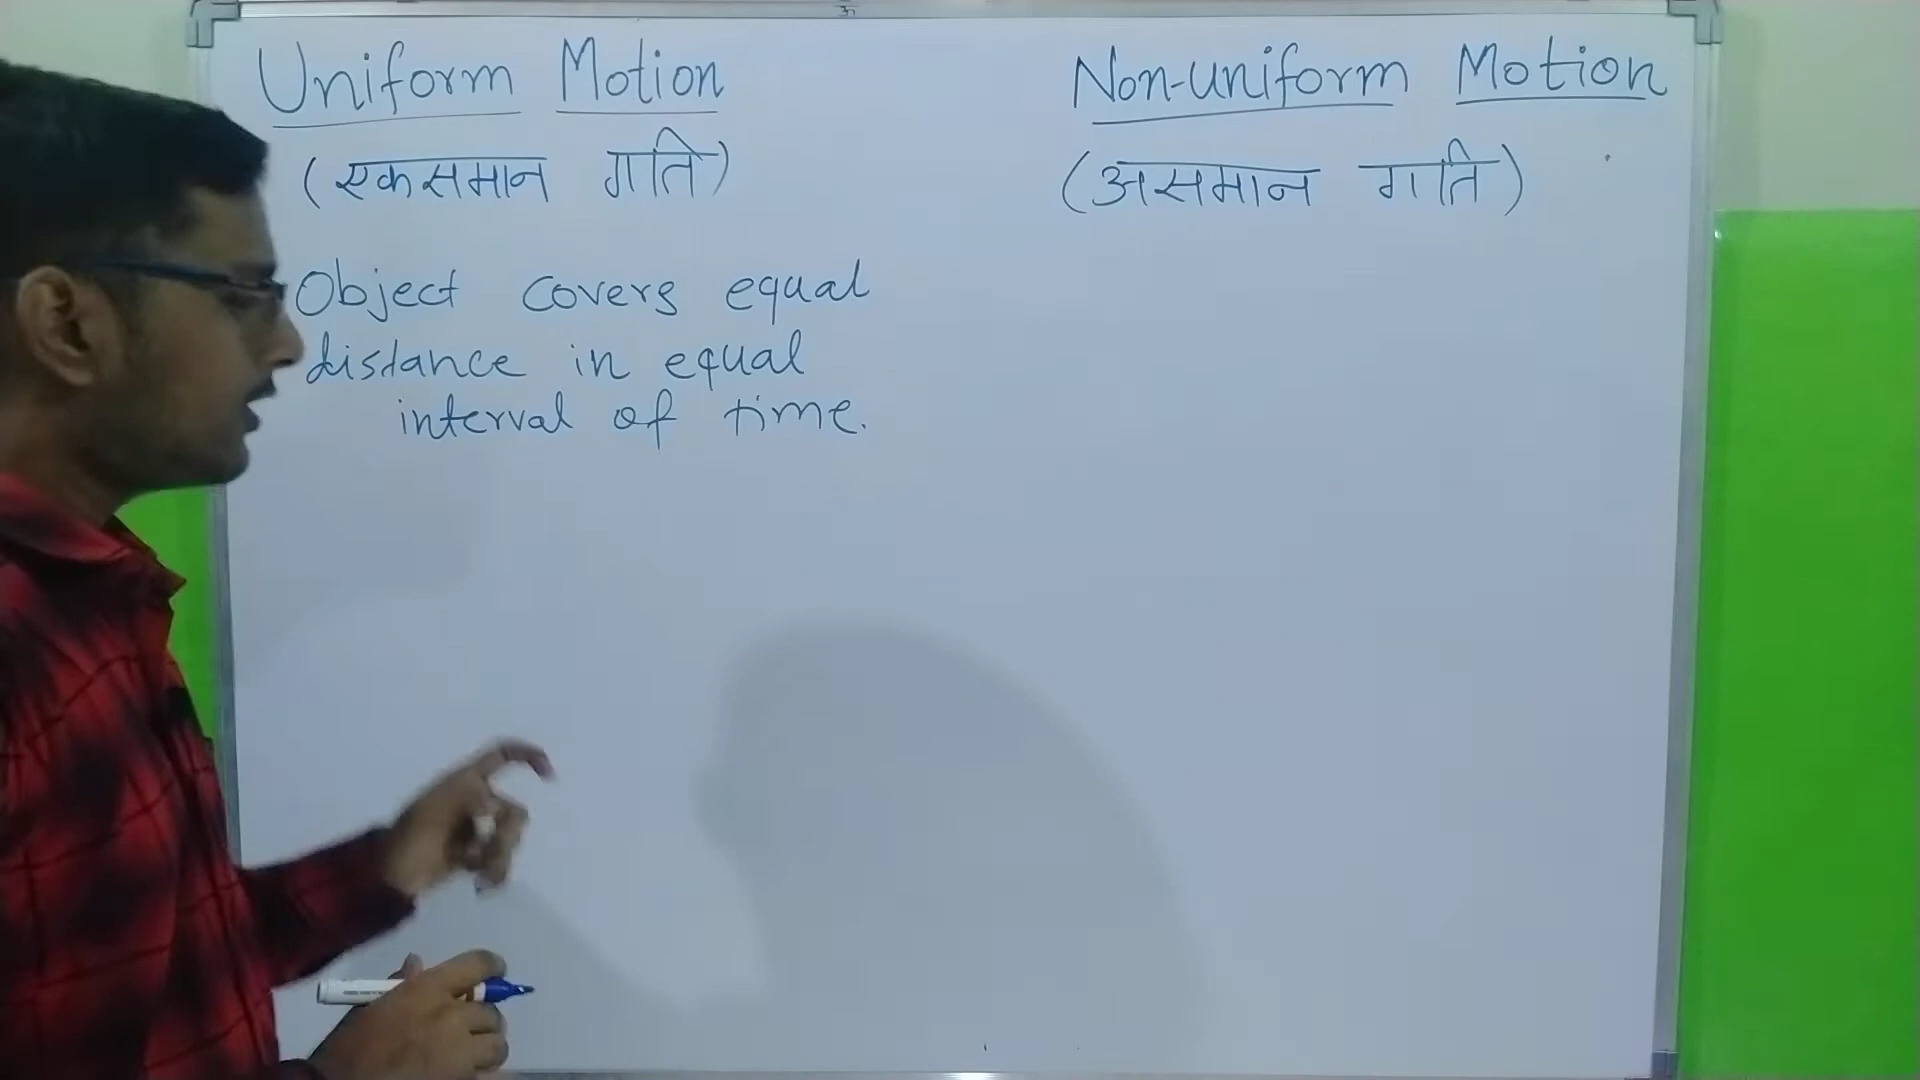 Uniform Motion
(एकसमान गति)
Object covers equal
distance in equal
interval of time.
Non-uniform Motion
(असमान गति)